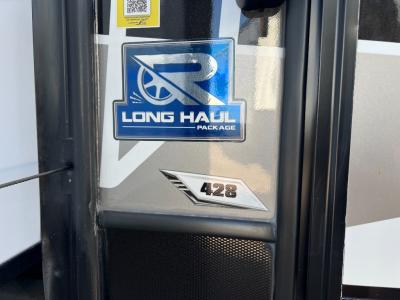 R
LONG HAUL
PACKAGE
428